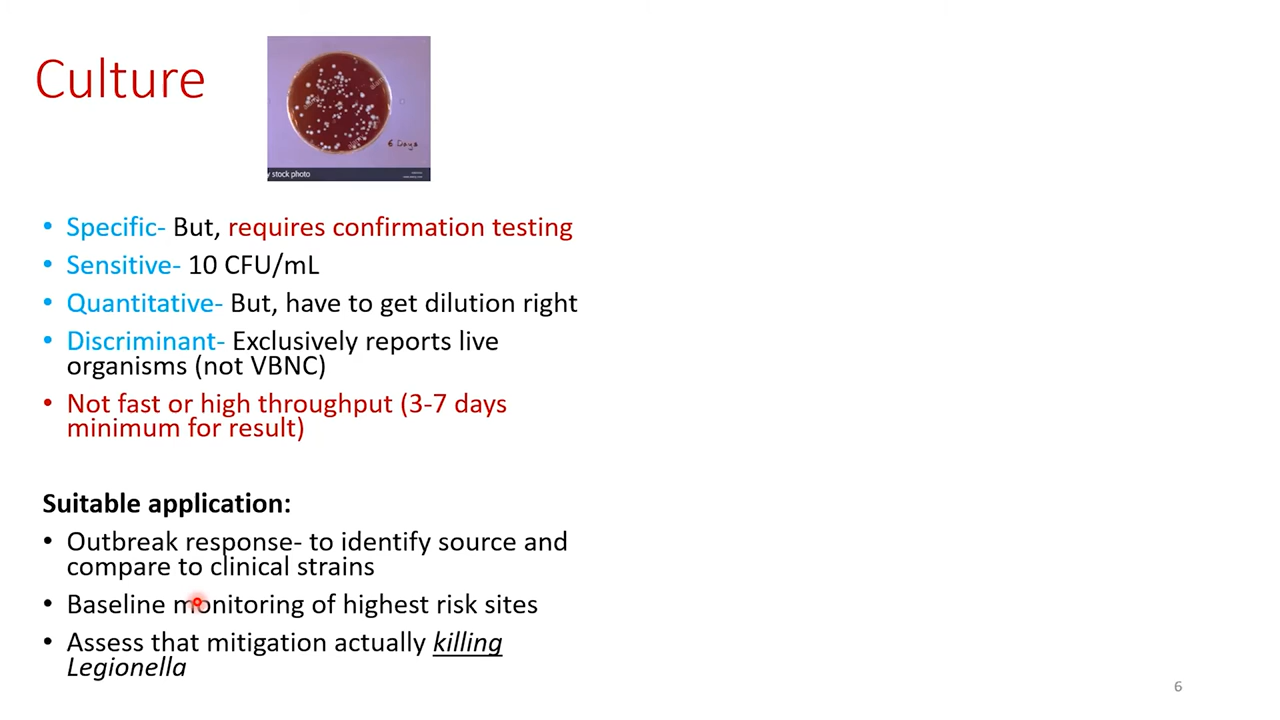 Culture
6 Days
y stock photo
• Specific- But, requires confirmation testing
• Sensitive- 10 CFU/mL
• Quantitative- But, have to get dilution right
• Discriminant- Exclusively reports live
organisms (not VBNC)
• Not fast or high throughput (3-7 days
minimum for result)
Suitable application:
• Outbreak response- to identify source and
compare to clinical strains
• Baseline monitoring of highest risk sites
• Assess that mitigation actually killing
Legionella
6